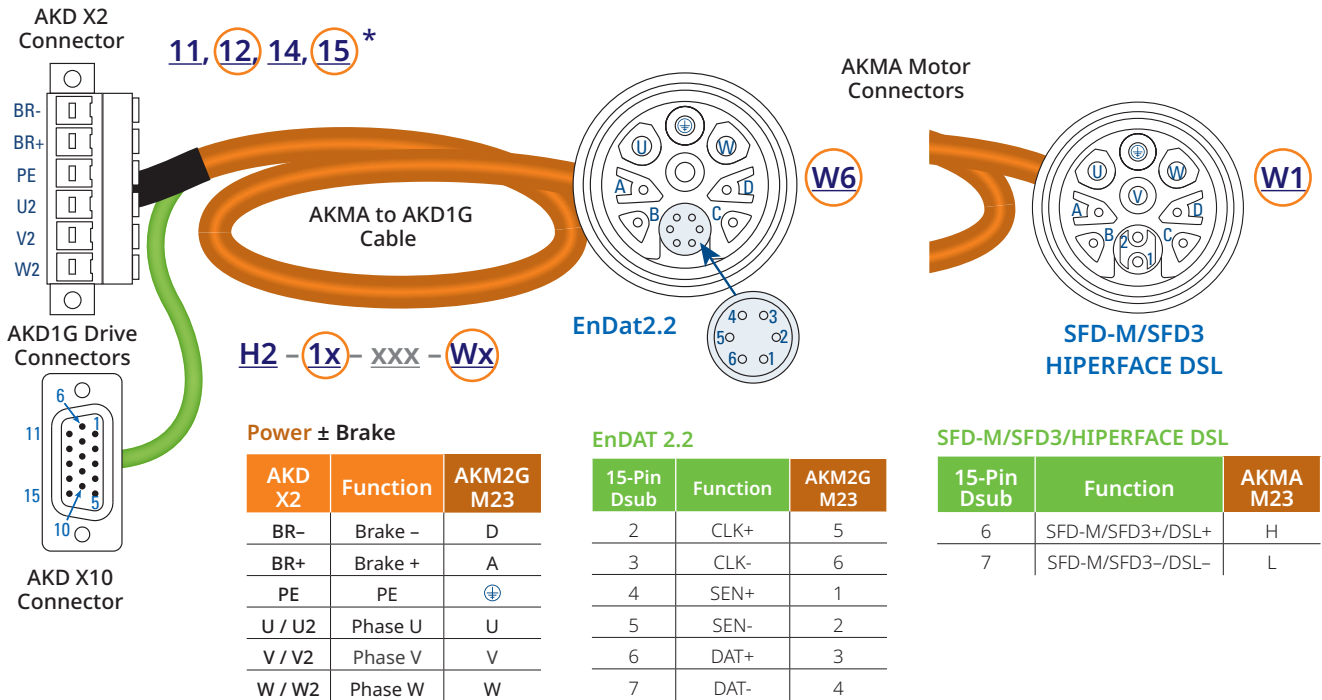 AKD X2
Connector
11, 12, 14, 15 *
BR-
BR+
PE
U2
V2
W2
AKD1G Drive
Connectors
6
1
11
15
5
10
AKD X10
Connector
AKMA to AKD1G
Cable
H2 - 1x - xxx - Wx
AKMA Motor
Connectors
U
W
A
D
B
C
W6
EnDat2.2
4 3
5 2
6 1
U
W
V
A
D
B
C
2
1
W1
SFD-M/SFD3
HIPERFACE DSL
Power ± Brake
AKD X2 Function AKM2G M23
BR– Brake – D
BR+ Brake + A
PE PE
U / U2 Phase U U
V / V2 Phase V V
W / W2 Phase W W
EnDAT 2.2
15-Pin Dsub Function AKM2G M23
2 CLK+ 5
3 CLK- 6
4 SEN+ 1
5 SEN- 2
6 DAT+ 3
7 DAT- 4
SFD-M/SFD3/HIPERFACE DSL
15-Pin Dsub Function AKMA M23
6 SFD-M/SFD3+/DSL+ H
7 SFD-M/SFD3–/DSL– L